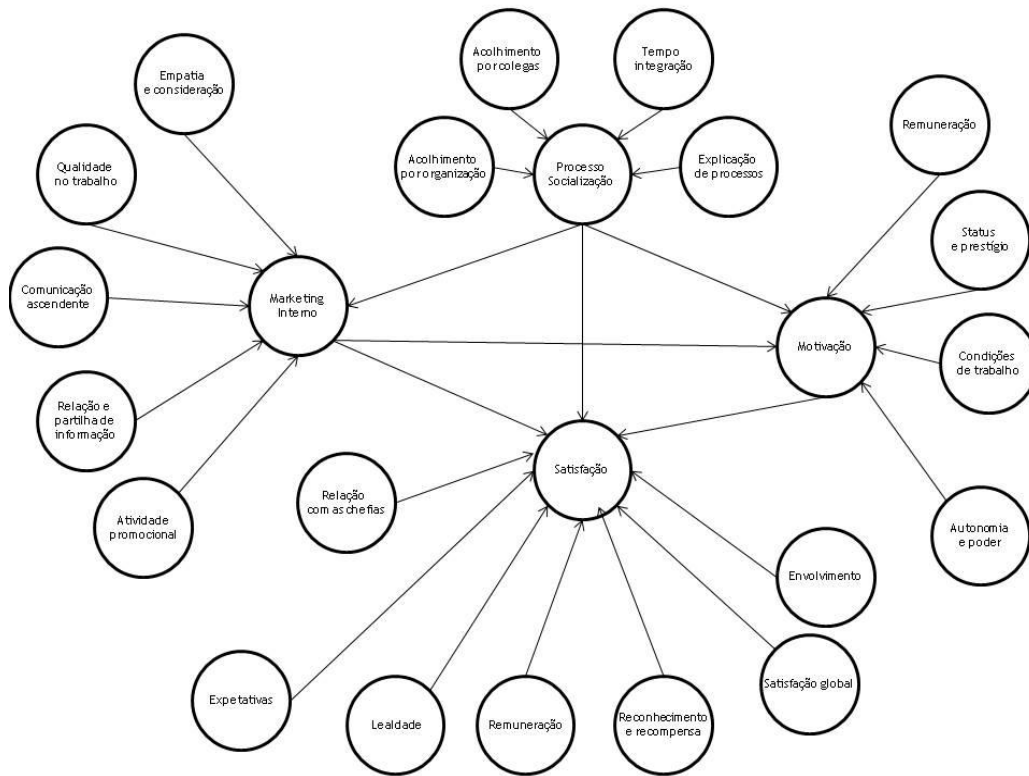 Acolhimento
por colegas
Tempo
integração
Empatia
e consideração
Remuneração
Qualidade
no trabalho
Acolhimento
por organização
Processo
Socialização
Explicação
de processos
Status
e prestígio
Comunicação
ascendente
Marketing
Interno
Motivação
Condições
de trabalho
Relação e
partilha de
informação
Satisfação
Relação
com as chefias
Atividade
promocional
Autonomia
e poder
Envolvimento
Expetativas
Satisfação global
Lealdade
Remuneração
Reconhecimento
e recompensa